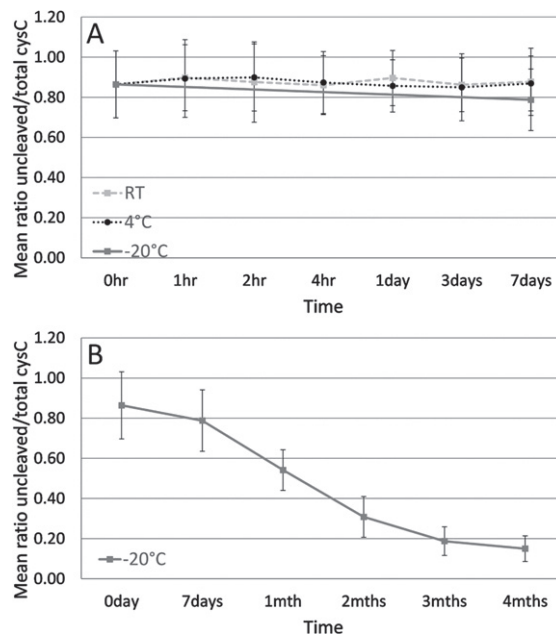 A
Mean ratio uncleaved/total cysC
1.20
1.00
0.80
0.60
0.40
0.20
0.00
RT
4°C
-20°C
0hr 1hr 2hr 4hr 1day 3days 7days
Time
B
Mean ratio uncleaved/total cysC
1.20
1.00
0.80
0.60
0.40
0.20
0.00
-20°C
0day 7days 1mth 2mths 3mths 4mths
Time